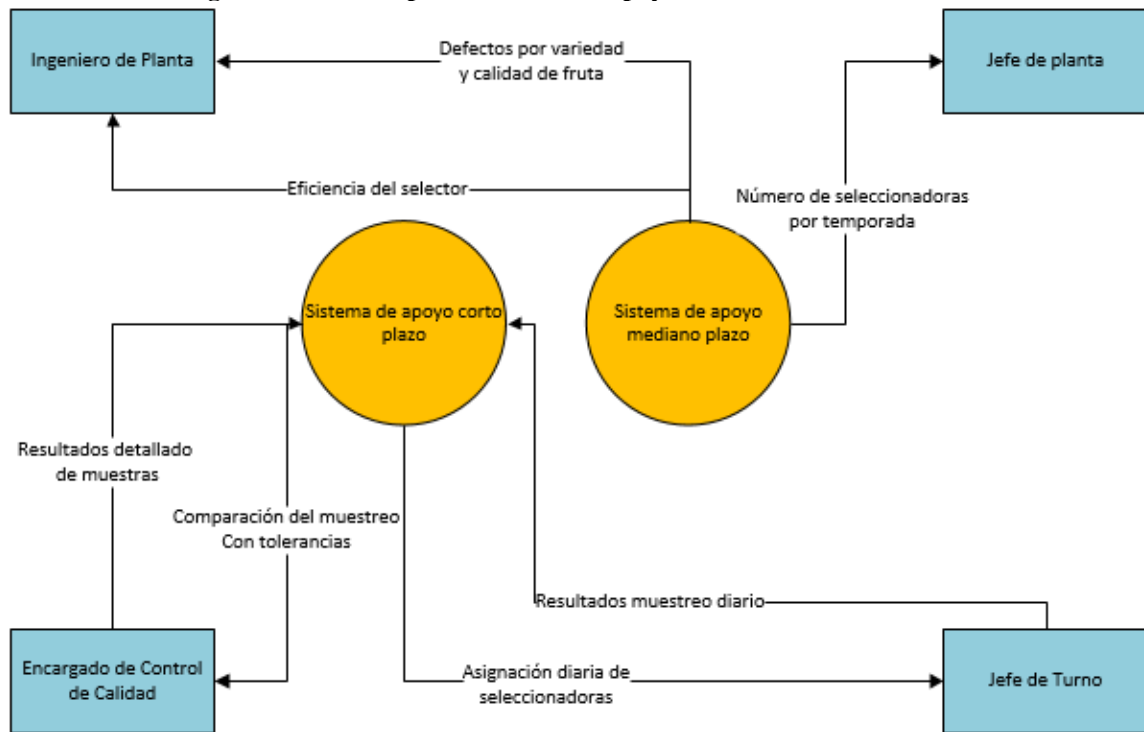 Ingeniero de Planta
Defectos por variedad
y calidad de fruta
Jefe de planta
Eficiencia del selector
Número de seleccionadoras
por temporada
Sistema de apoyo corto
plazo
Sistema de apoyo
mediano plazo
Resultados detallado
de muestras
Comparación del muestreo
Con tolerancias
Resultados muestreo diario
Encargado de Control
de Calidad
Asignación diaria de
seleccionadoras
Jefe de Turno